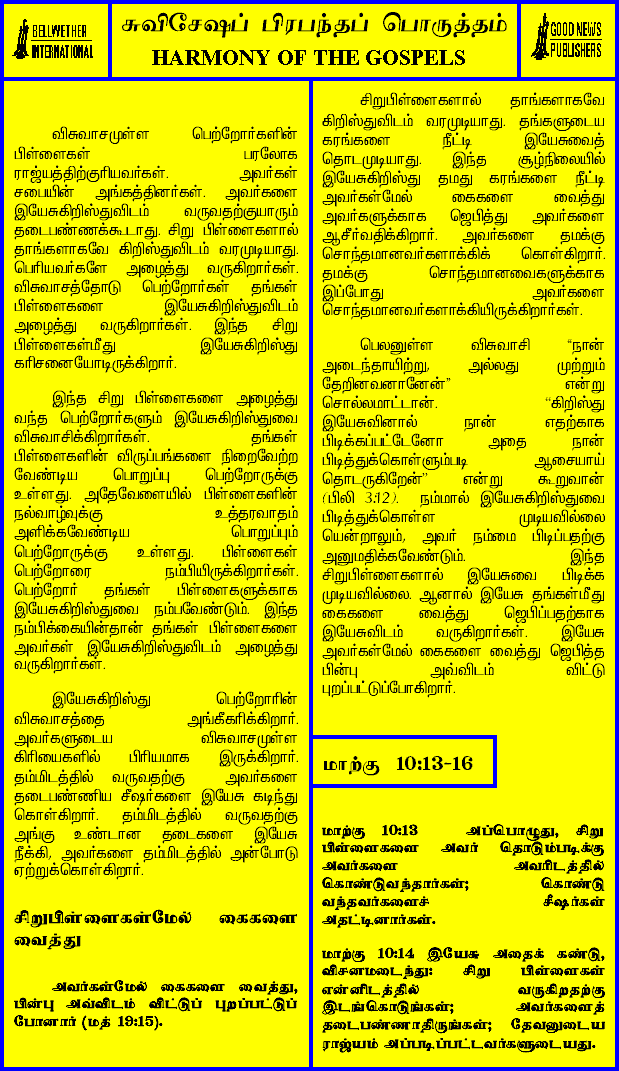 BELLWETHER
INTERNATIONAL
சுவிசேஷப் பிரபந்தப் பொருத்தம்
HARMONY OF THE GOSPELS
GOOD NEWS
PUBLISHERS
விசுவாசமுள்ள பெற்றோர்களின்
பிள்ளைகள் பரலோக
ராஜ்யத்திற்குரியவர்கள். அவர்கள்
சபையின் அங்கத்தினர்கள். அவர்களை
இயேசுகிறிஸ்துவிடம் வருவதற்குயாரும்
தடைபண்ணக்கூடாது. சிறு பிள்ளைகளால்
தாங்களாகவே கிறிஸ்துவிடம் வரமுடியாது.
பெரியவர்களே அழைத்து வருகிறார்கள்.
விசுவாசத்தோடு பெற்றோர்கள் தங்கள்
பிள்ளைகளை இயேசுகிறிஸ்துவிடம்
அழைத்து வருகிறார்கள். இந்த சிறு
பிள்ளைகள்மீது இயேசுகிறிஸ்து
கரிசனையோடிருக்கிறார்.
இந்த சிறு பிள்ளைகளை அழைத்து
வந்த பெற்றோர்களும் இயேசுகிறிஸ்துவை
விசுவாசிக்கிறார்கள். தங்கள்
பிள்ளைகளின் விருப்பங்களை நிறைவேற்ற
வேண்டிய பொறுப்பு பெற்றோருக்கு
உள்ளது. அதேவேளையில் பிள்ளைகளின்
நல்வாழ்வுக்கு உத்தரவாதம்
அளிக்கவேண்டிய பொறுப்பும்
பெற்றோருக்கு உள்ளது. பிள்ளைகள்
பெற்றோரை நம்பியிருக்கிறார்கள்.
பெற்றோர் தங்கள் பிள்ளைகளுக்காக
இயேசுகிறிஸ்துவை நம்பவேண்டும். இந்த
நம்பிக்கையின்தான் தங்கள் பிள்ளைகளை
அவர்கள் இயேசுகிறிஸ்துவிடம் அழைத்து
வருகிறார்கள்.
இயேசுகிறிஸ்து பெற்றோரின்
விசுவாசத்தை அங்கீகரிக்கிறார்.
அவர்களுடைய விசுவாசமுள்ள
கிரியைகளில் பிரியமாக இருக்கிறார்.
தம்மிடத்தில் வருவதற்கு அவர்களை
தடைபண்ணிய சீஷர்களை இயேசு கடிந்து
கொள்கிறார். தம்மிடத்தில் வருவதற்கு
அங்கு உண்டான தடைகளை இயேசு
நீக்கி, அவர்களை தம்மிடத்தில் அன்போடு
ஏற்றுக்கொள்கிறார்.
சிறுபிள்ளைகள்மேல் கைகளை
வைத்து
அவர்கள்மேல் கைகளை வைத்து,
பின்பு அவ்விடம் விட்டுப் புறப்பட்டுப்
போனார் (மத் 19:15).
சிறுபிள்ளைகளால் தாங்களாகவே
கிறிஸ்துவிடம் வரமுடியாது. தங்களுடைய
கரங்களை நீட்டி இயேசுவைத்
தொடமுடியாது. இந்த சூழ்நிலையில்
இயேசுகிறிஸ்து தமது கரங்களை நீட்டி
அவர்கள்மேல் கைகளை வைத்து
அவர்களுக்காக ஜெபித்து அவர்களை
ஆசீர்வதிக்கிறார். அவர்களை தமக்கு
சொந்தமானவர்களாக்கிக் கொள்கிறார்.
தமக்கு சொந்தமானவைகளுக்காக
இப்போது அவர்களை
சொந்தமானவர்களாக்கியிருக்கிறார்கள்.
பெலனுள்ள விசுவாசி “நான்
அடைந்தாயிற்று, அல்லது முற்றும்
தேறினவனானேன்” என்று
சொல்லமாட்டான். “கிறிஸ்து
இயேசுவினால் நான் எதற்காக
பிடிக்கப்பட்டேனோ அதை நான்
பிடித்துக்கொள்ளும்படி ஆசையாய்
தொடருகிறேன்” என்று கூறுவான்
(பிலி 3:12). நம்மால் இயேசுகிறிஸ்துவை
பிடித்துக்கொள்ள முடியவில்லை
யென்றாலும், அவர் நம்மை பிடிப்பதற்கு
அனுமதிக்கவேண்டும். இந்த
சிறுபிள்ளைகளால் இயேசுவை பிடிக்க
முடியவில்லை. ஆனால் இயேசு தங்கள்மீது
கைகளை வைத்து ஜெபிப்பதற்காக
இயேசுவிடம் வருகிறார்கள். இயேசு
அவர்கள்மேல் கைகளை வைத்து ஜெபித்த
பின்பு அவ்விடம் விட்டு
புறப்பட்டுப்போகிறார்.
மாற்கு 10:13-16
மாற்கு 10:13 அப்பொழுது, சிறு
பிள்ளைகளை அவர் தொடும்படிக்கு
அவர்களை அவரிடத்தில்
கொண்டுவந்தார்கள்; கொண்டு
வந்தவர்களைச் சீஷர்கள்
அதட்டினார்கள்.
மாற்கு 10:14 இயேசு அதைக் கண்டு,
விசனமடைந்து: சிறு பிள்ளைகள்
என்னிடத்தில் வருகிறதற்கு
இடங்கொடுங்கள்; அவர்களைத்
தடைபண்ணாதிருங்கள்; தேவனுடைய
ராஜ்யம் அப்படிப்பட்டவர்களுடையது.